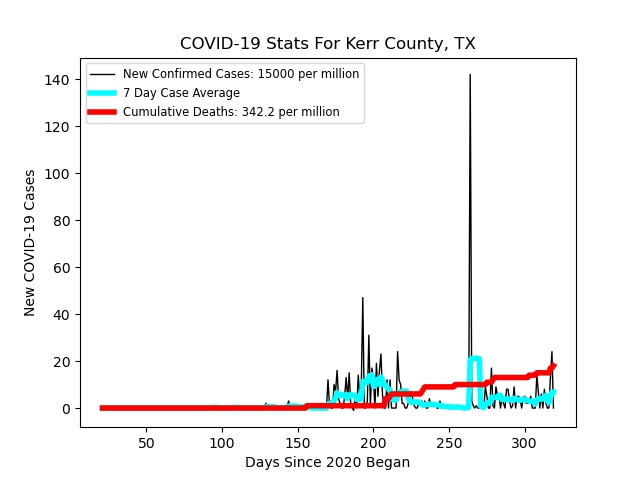 COVID-19 Stats For Kerr County, TX
New Confirmed Cases: 15000 per million
7 Day Case Average
Cumulative Deaths: 342.2 per million
New COVID-19 Cases
140
120
100
80
60
40
20
0
50 100 150 200 250 300
Days Since 2020 Began